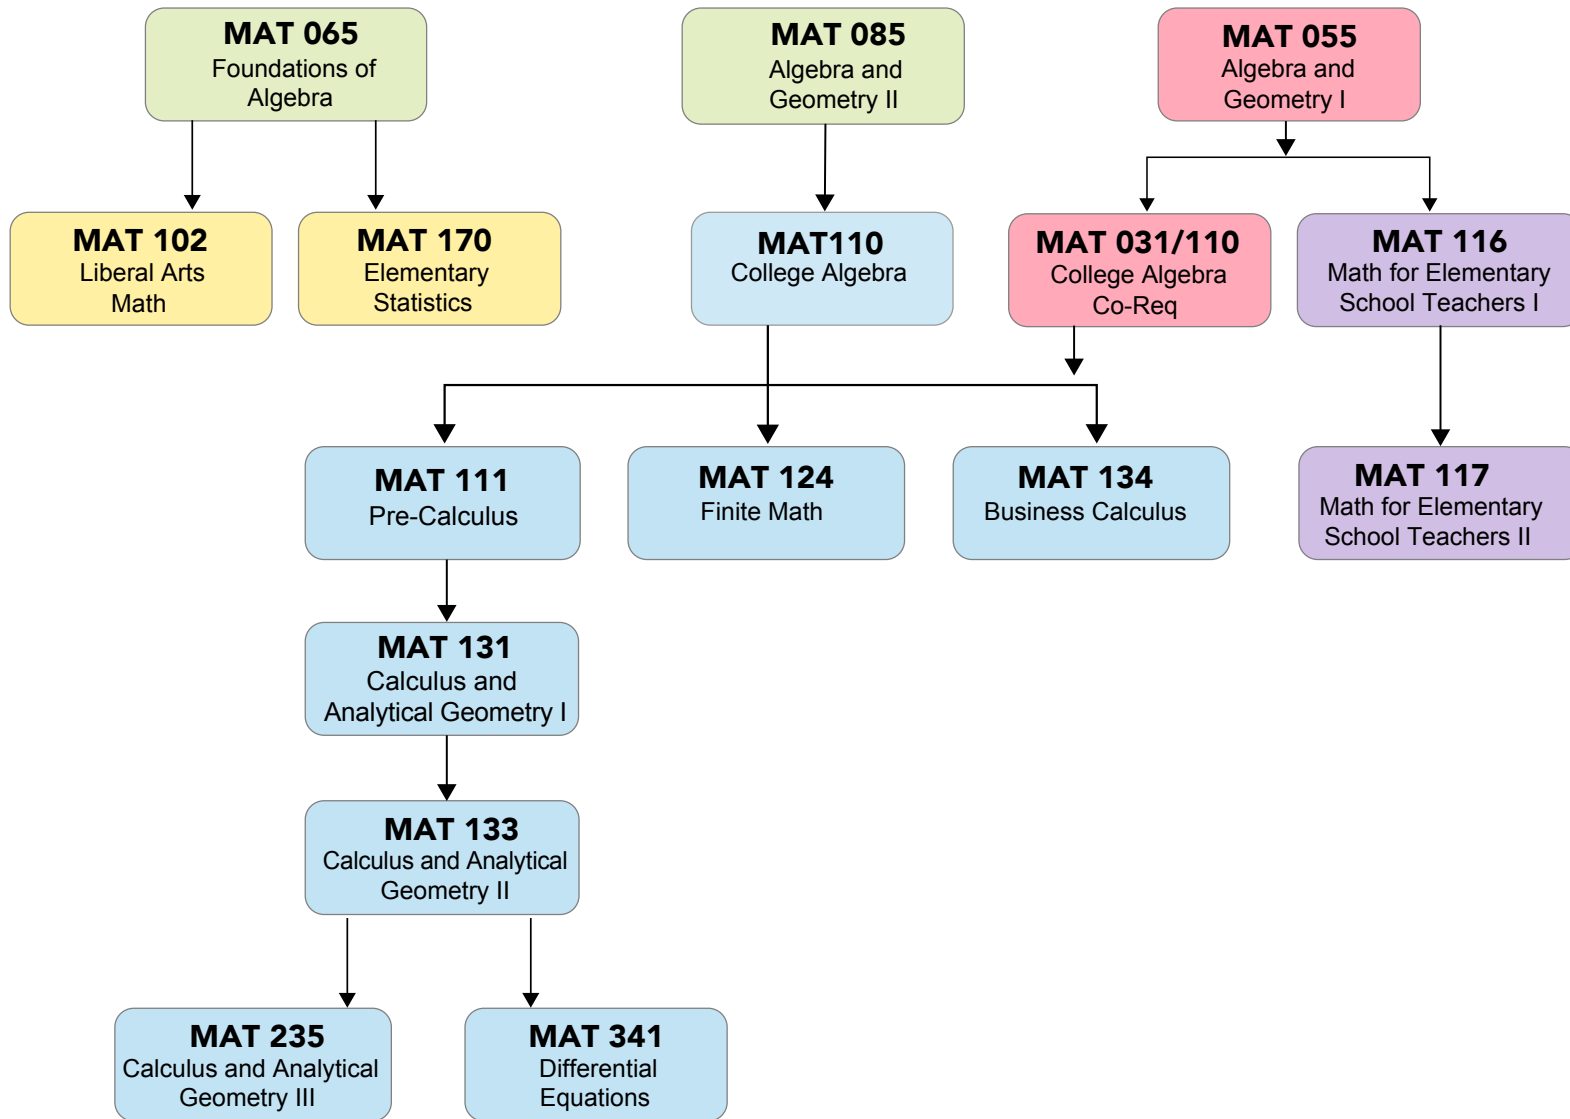 MAT 065
Foundations of
Algebra
MAT 085
Algebra and
Geometry II
MAT 055
Algebra and
Geometry I
MAT 102
Liberal Arts
Math
MAT 170
Elementary
Statistics
MAT110
College Algebra
MAT 031/110
College Algebra
Co-Req
MAT 116
Math for Elementary
School Teachers I
MAT 111
Pre-Calculus
MAT 124
Finite Math
MAT 134
Business Calculus
MAT 117
Math for Elementary
School Teachers II
MAT 131
Calculus and
Analytical Geometry I
MAT 133
Calculus and Analytical
Geometry II
MAT 235
Calculus and Analytical
Geometry III
MAT 341
Differential
Equations